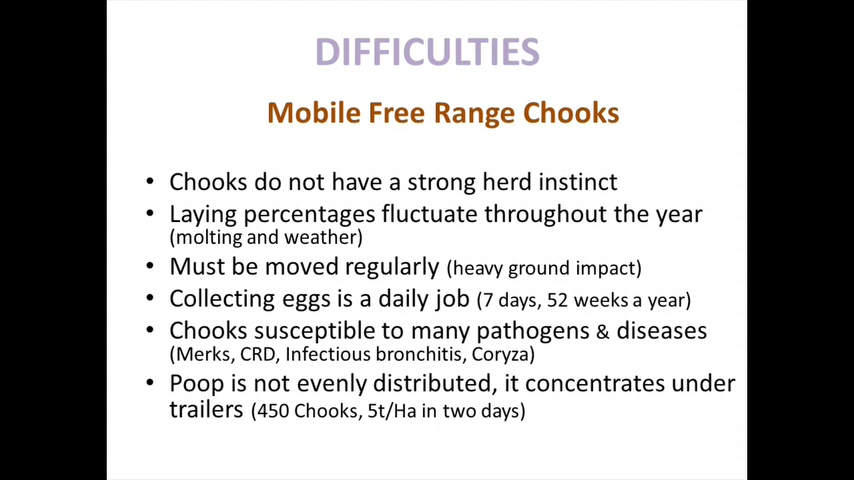 DIFFICULTIES
Mobile Free Range Chooks
• Chooks do not have a strong herd instinct
• Laying percentages fluctuate throughout the year
(molting and weather)
• Must be moved regularly (heavy ground impact)
• Collecting eggs is a daily job (7 days, 52 weeks a year)
• Chooks susceptible to many pathogens & diseases
(Merks, CRD, Infectious bronchitis, Coryza)
• Poop is not evenly distributed, it concentrates under
trailers (450 Chooks, 5t/Ha in two days)